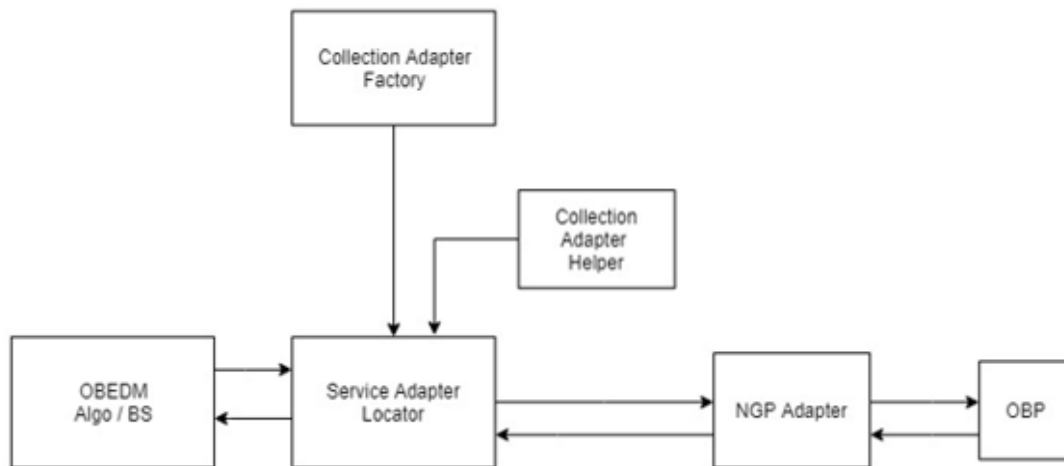 Collection Adapter
Factory
Collection
Adapter
Helper
OBEDM
Algo / BS
Service Adapter
Locator
NGP Adapter
OBP